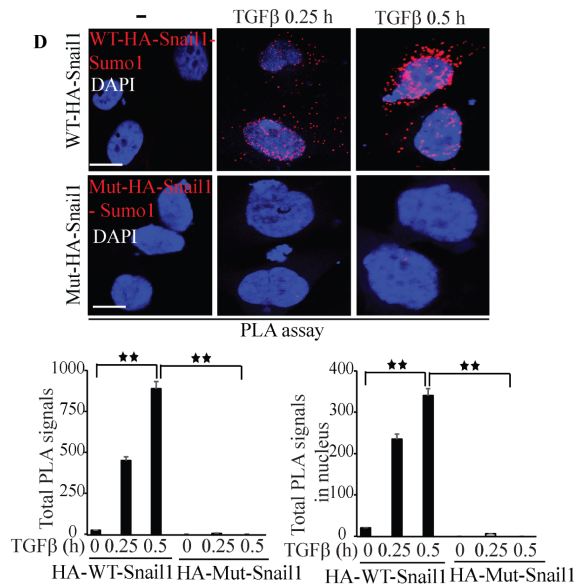 D
– TGFβ 0.25 h TGFβ 0.5 h
WT-HA-Snail1
WT-HA-Snail1-
Sumo1
DAPI
Mut-HA-Snail1
Mut-HA-Snail1
- Sumo1
DAPI
PLA assay
Total PLA signals
1000
750
500
250
0
★★ ★★
TGFβ (h) 0 0.25 0.5 0 0.25 0.5
HA-WT-Snail1 HA-Mut-Snail1
Total PLA signals
in nucleus
400
300
200
100
0
★★ ★★
TGFβ (h) 0 0.25 0.5 0 0.25 0.5
HA-WT-Snail1 HA-Mut-Snail1